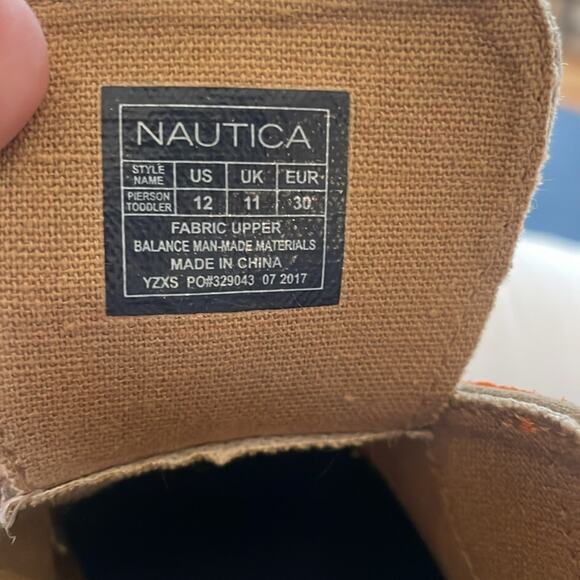 NAUTICA
STYLE NAME US UK EUR
PIERSON TODDLER 12 11 30
FABRIC UPPER
BALANCE MAN-MADE MATERIALS
MADE IN CHINA
YZXS PO#329043 07 2017